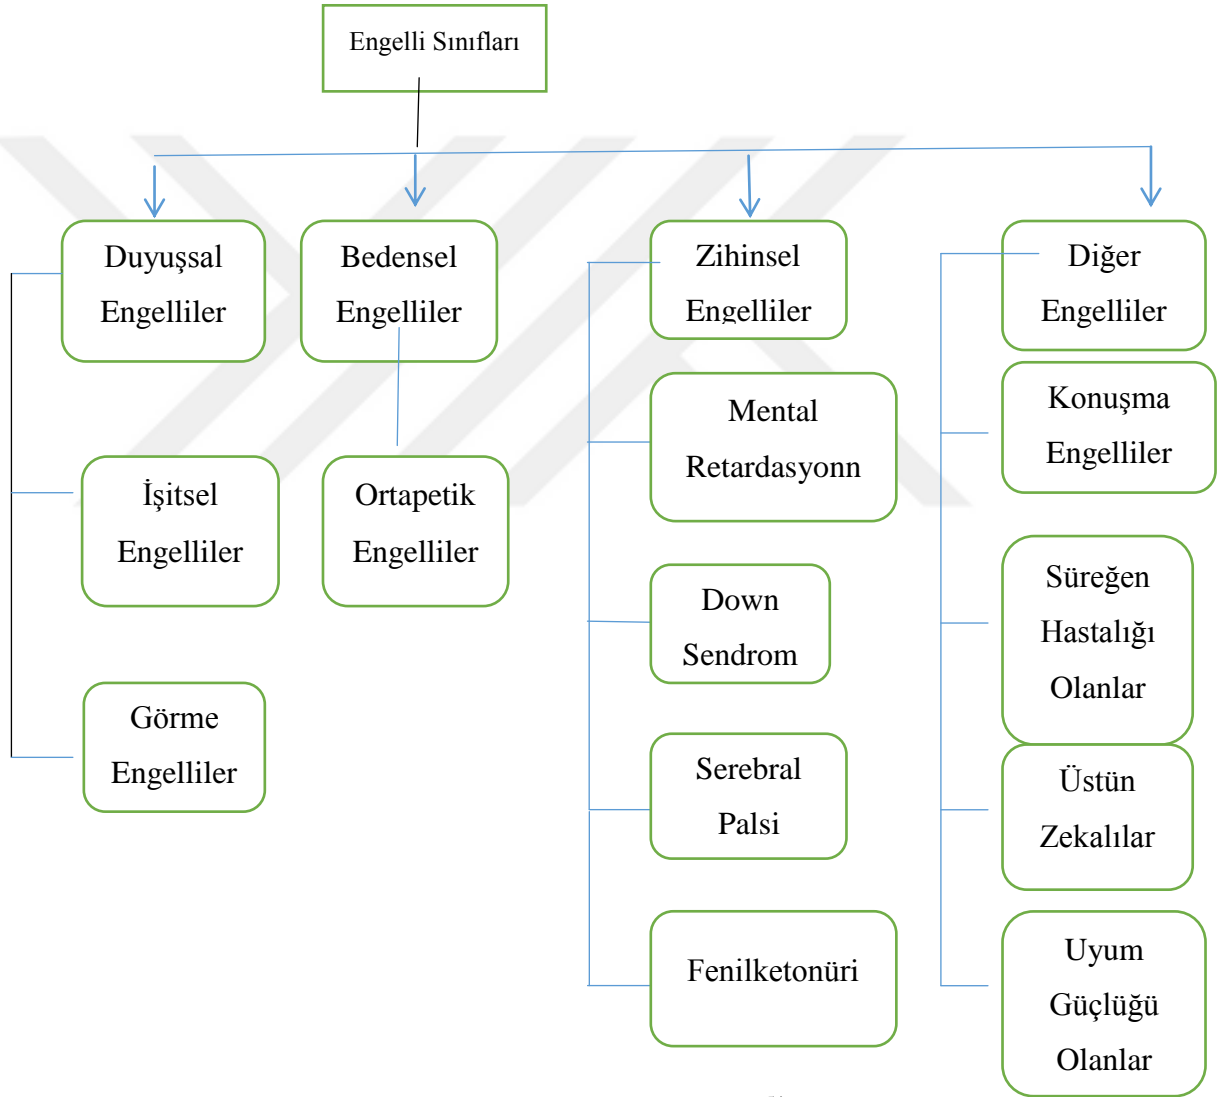 Engelli Sınıfları
Duyuşsal
Engelliler
Bedensel
Engelliler
Zihinsel
Engelliler
Diğer
Engelliler
İşitsel
Engelliler
Görme
Engelliler
Ortapetik
Engelliler
Mental
Retardasyonn
Down
Sendrom
Serebral
Palsi
Fenilketonüri
Konuşma
Engelliler
Süreğen
Hastalığı
Olanlar
Üstün
Zekalılar
Uyum
Güçlüğü
Olanlar